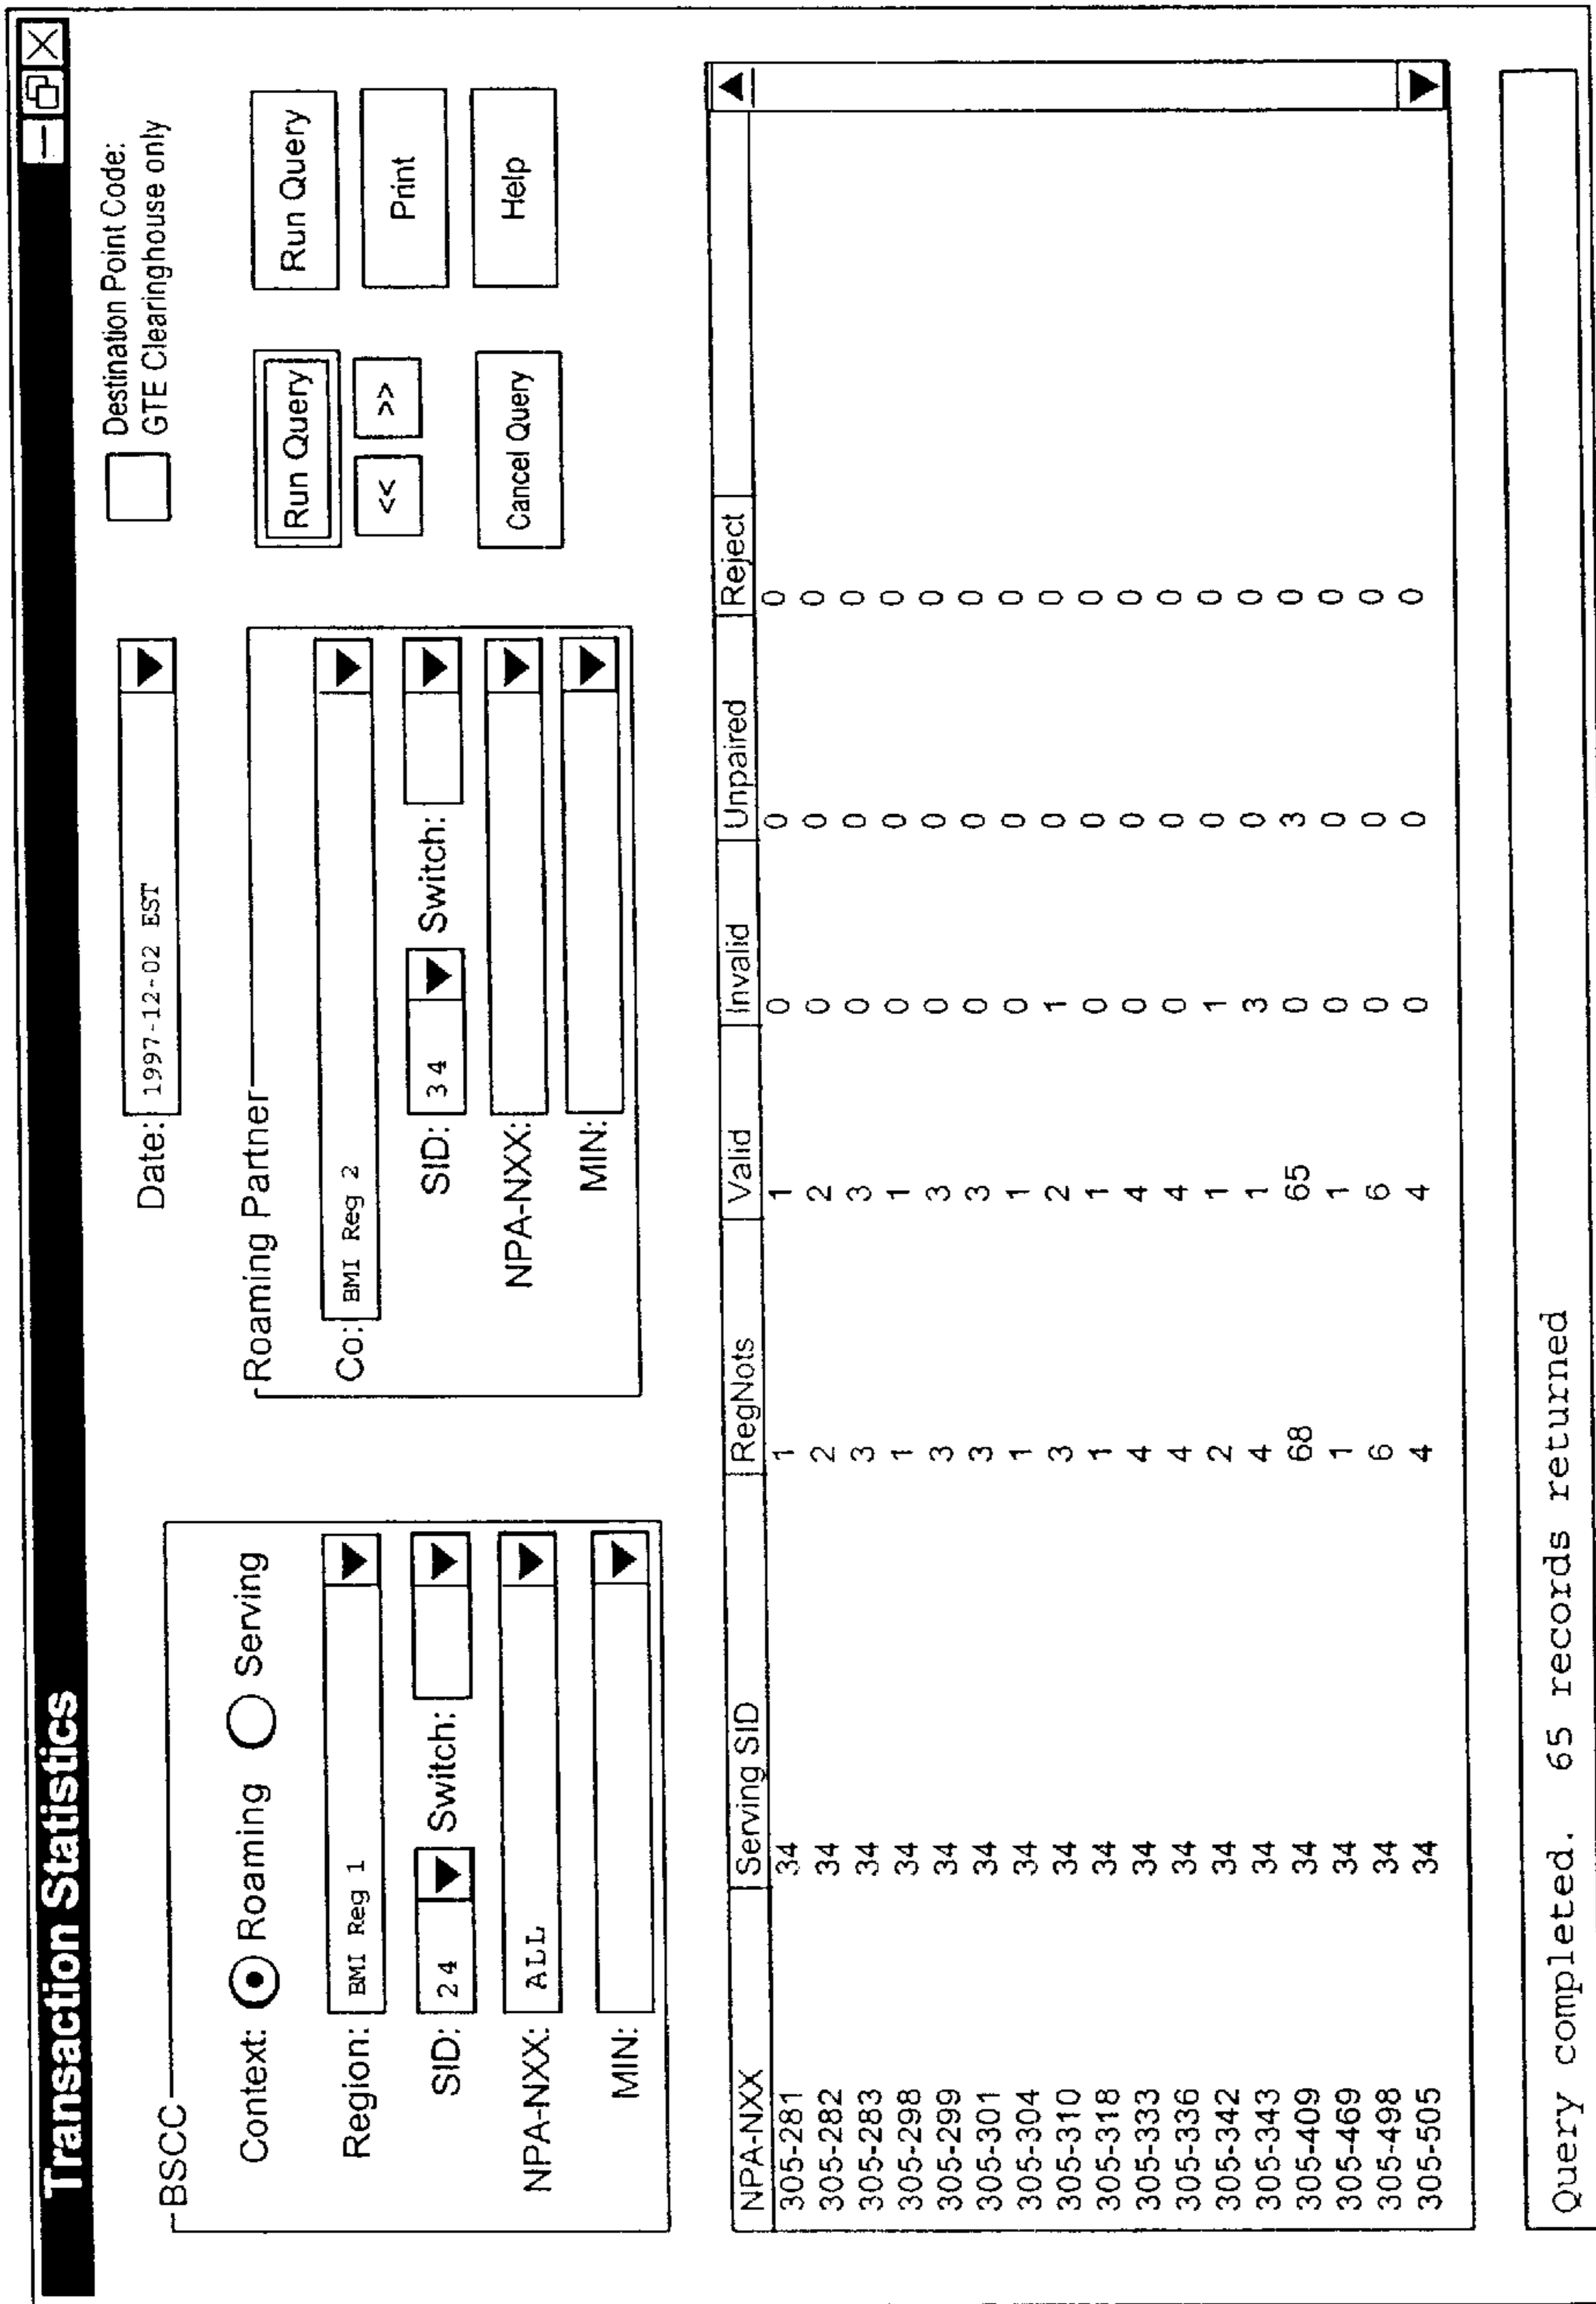 Transaction Statistics
Date: 1997-12-02 EST
Destination Point Code:
GTE Clearinghouse only
BSCC
Context: Roaming Serving
Region: BMI Reg 1
SID: 24 Switch:
NPA-NXX: ALL
MIN:
Roaming Partner
Co: BMI Reg 2
SID: 34 Switch:
NPA-NXX:
MIN:
Run Query Run Query
<< >> Print
Cancel Query Help
NPA-NXX Serving SID RegNots Valid Invalid Unpaired Reject
305-281 34 1 1 0 0 0
305-282 34 2 2 0 0 0
305-283 34 3 3 0 0 0
305-298 34 1 1 0 0 0
305-299 34 3 3 0 0 0
305-301 34 3 3 0 0 0
305-304 34 1 1 0 0 0
305-310 34 3 2 1 0 0
305-318 34 1 1 0 0 0
305-333 34 4 4 0 0 0
305-336 34 4 4 0 0 0
305-342 34 2 1 1 0 0
305-343 34 4 1 3 0 0
305-409 34 68 65 0 3 0
305-469 34 1 1 0 0 0
305-498 34 6 6 0 0 0
305-505 34 4 4 0 0 0
Query completed. 65 records returned